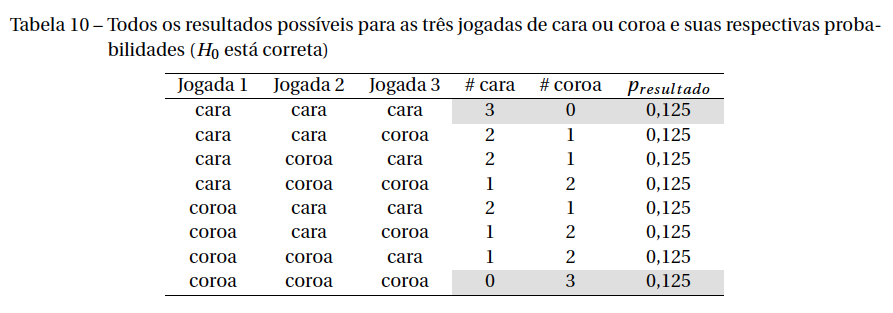 Tabela 10 – Todos os resultados possíveis para as três jogadas de cara ou coroa e suas respectivas proba-
bilidades (H0 está correta)
Jogada 1 Jogada 2 Jogada 3 # cara # coroa presultado
cara cara cara 3 0 0,125
cara cara coroa 2 1 0,125
cara coroa cara 2 1 0,125
cara coroa coroa 1 2 0,125
coroa cara cara 2 1 0,125
coroa cara coroa 1 2 0,125
coroa coroa cara 1 2 0,125
coroa coroa coroa 0 3 0,125